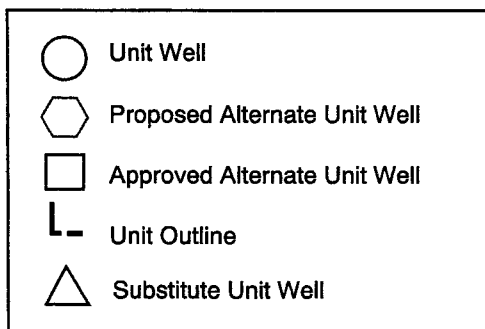 Unit Well
Proposed Alternate Unit Well
Approved Alternate Unit Well
Unit Outline
Substitute Unit Well